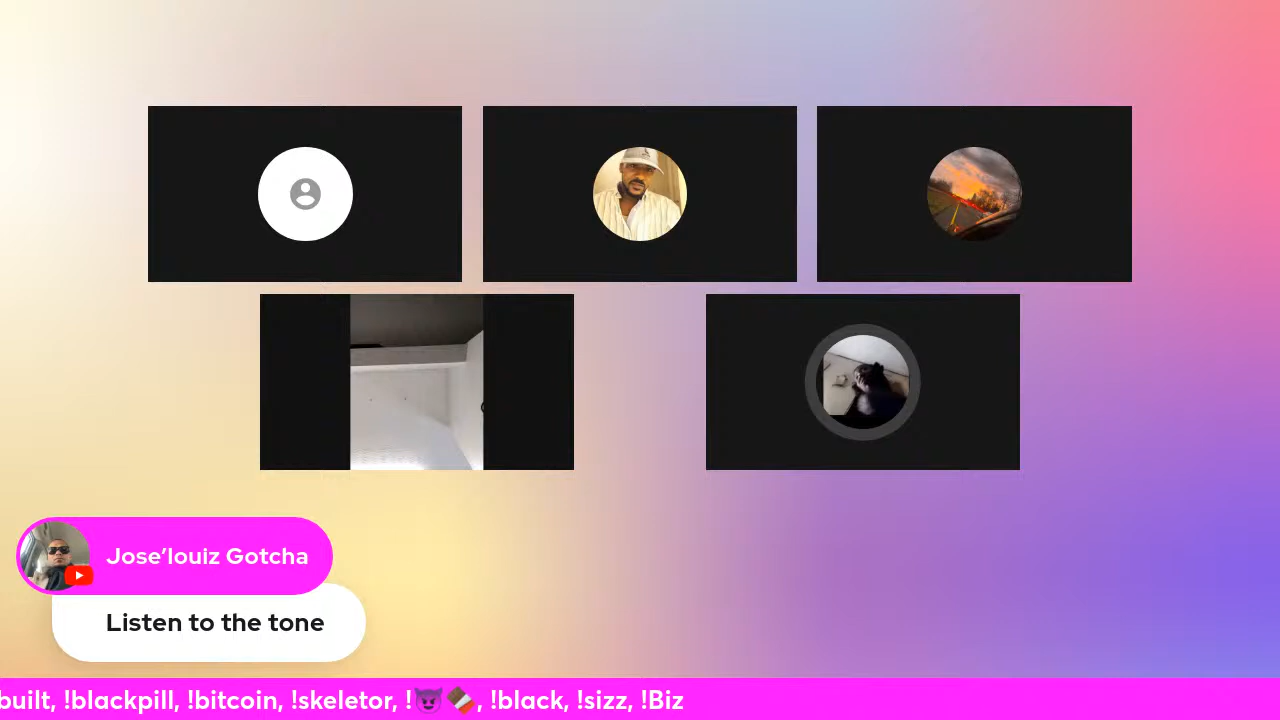 Jose’louiz Gotcha
Listen to the tone
built, !blackpill, !bitcoin, !skeletor, !😈🍫, !black, !sizz, !Biz